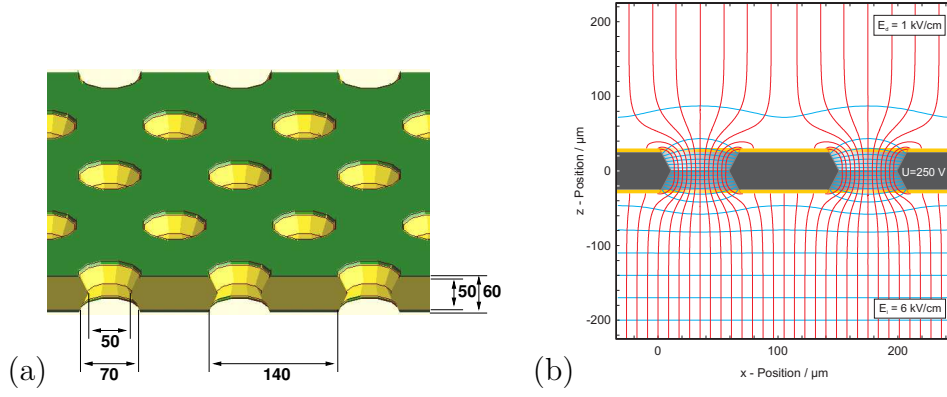 50 60
50
70
140
(a)
200
100
0
-100
-200
z - Position / µm
E_d = 1 kV/cm
U=250 V
E_i = 6 kV/cm
0 100 200
x - Position / µm
(b)